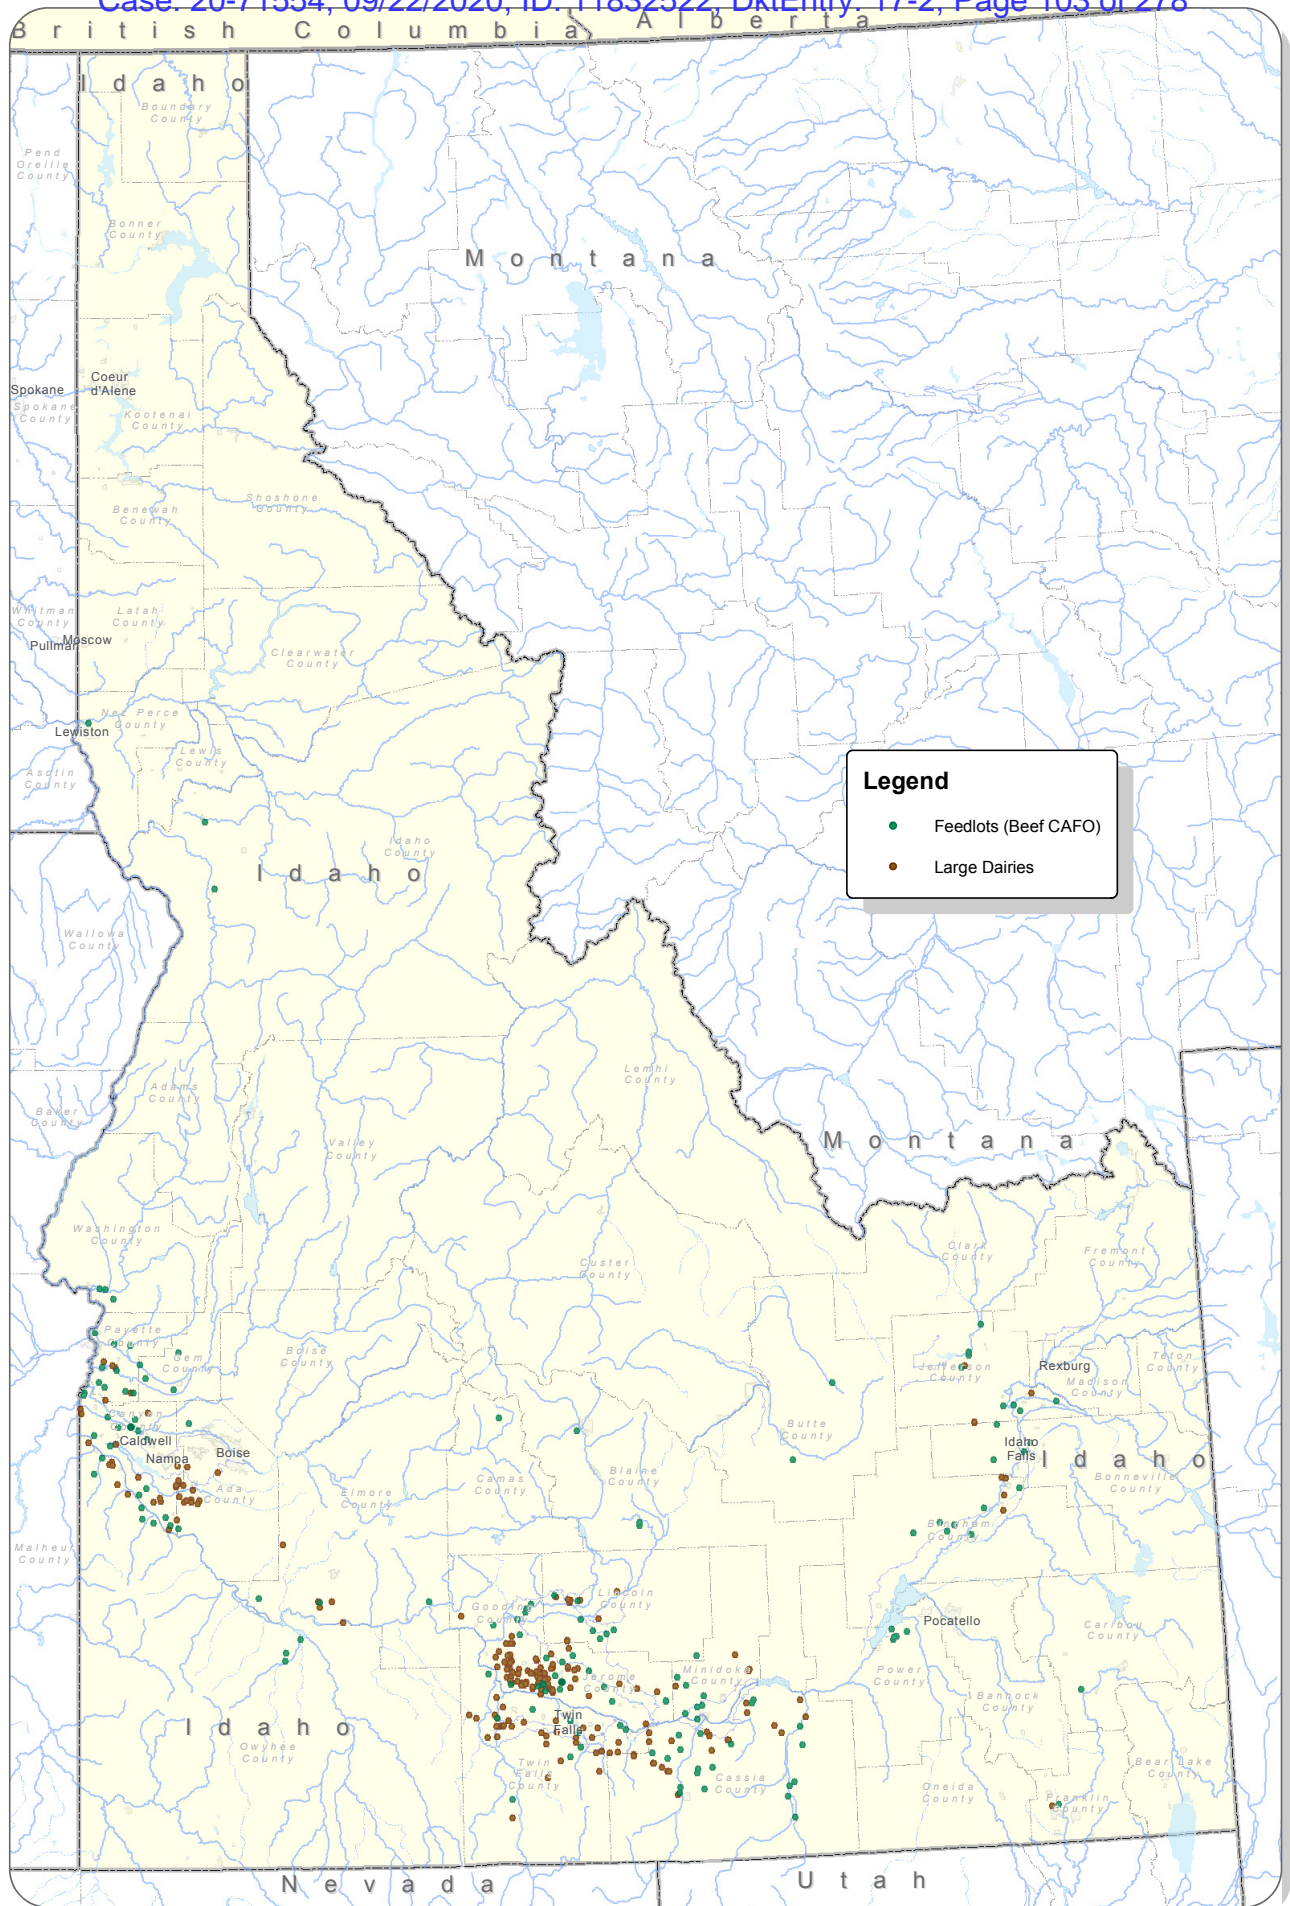 Case: 20-71554, 09/22/2020, ID: 11832522, DktEntry: 17-2, Page 103 of 278
British Columbia
Alberta
Idaho
Boundary
County
Pend
Oreille
County
Bonner
County
Montana
Spokane
Coeur
d'Alene
Spokane
County
Kootenai
County
Shoshone
County
Benewah
County
Whitman
County
Latah
County
Moscow
Pullman
Clearwater
County
Nez Perce
County
Lewiston
Lewis
County
Asotin
County
Legend
Feedlots (Beef CAFO)
Large Dairies
Idaho
County
Idaho
Wallowa
County
Lemhi
County
Adams
County
Baker
County
Valley
County
Montana
Washington
County
Custer
County
Clark
County
Fremont
County
Payette
County
Gem
County
Boise
County
Jefferson
County
Rexburg
Madison
County
Teton
County
Canyon
County
Caldwell
Nampa
Boise
Butte
County
Idaho
Falls
Idaho
Bonneville
County
Ada
County
Elmore
County
Camas
County
Blaine
County
Bingham
County
Malheur
County
Gooding
County
Lincoln
County
Pocatello
Caribou
County
Jerome
County
Minidoka
County
Power
County
Bannock
County
Idaho
Owyhee
County
Twin
Falls
Twin
Falls
County
Cassia
County
Oneida
County
Franklin
County
Bear Lake
County
Nevada
Utah